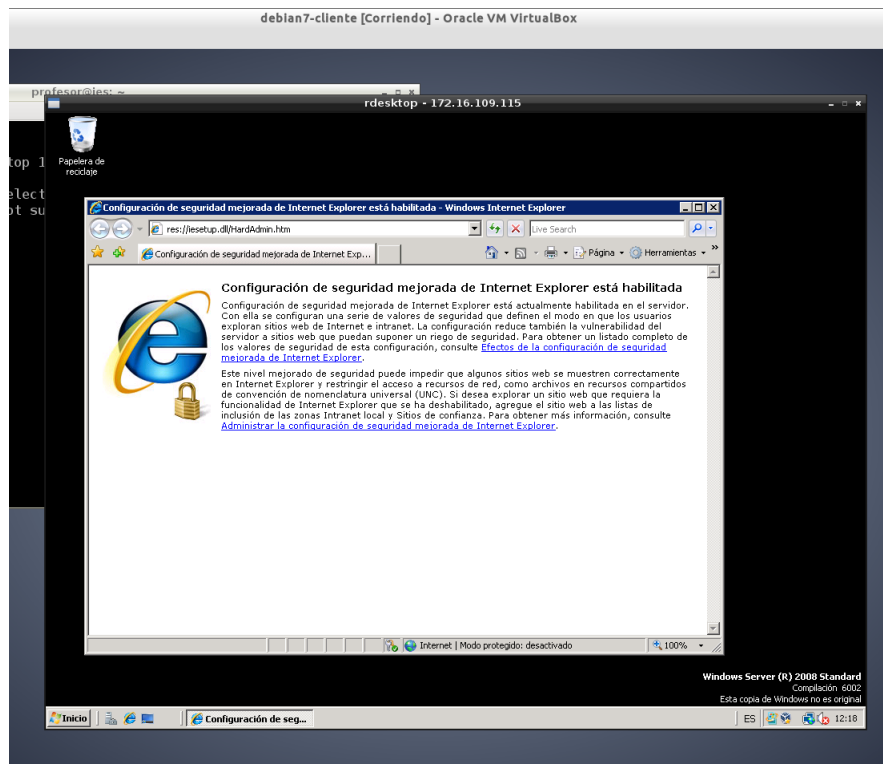 debian7-cliente [Corriendo] - Oracle VM VirtualBox
profesor@ies: ~
rdesktop - 172.16.109.115
top 1
elect
ot su
Papelera de
reciclaje
Configuración de seguridad mejorada de Internet Explorer está habilitada - Windows Internet Explorer
res://iesetup.dll/HardAdmin.htm
Live Search
Configuración de seguridad mejorada de Internet Exp...
Página
Herramientas
»
Configuración de seguridad mejorada de Internet Explorer está habilitada
Configuración de seguridad mejorada de Internet Explorer está actualmente habilitada en el servidor.
Con ella se configuran una serie de valores de seguridad que definen el modo en que los usuarios
exploran sitios web de Internet e intranet. La configuración reduce también la vulnerabilidad del
servidor a sitios web que puedan suponer un riego de seguridad. Para obtener un listado completo de
los valores de seguridad de esta configuración, consulte Efectos de la configuración de seguridad
mejorada de Internet Explorer.
Este nivel mejorado de seguridad puede impedir que algunos sitios web se muestren correctamente
en Internet Explorer y restringir el acceso a recursos de red, como archivos en recursos compartidos
de convención de nomenclatura universal (UNC). Si desea explorar un sitio web que requiera la
funcionalidad de Internet Explorer que se ha deshabilitado, agregue el sitio web a las listas de
inclusión de las zonas Intranet local y Sitios de confianza. Para obtener más información, consulte
Administrar la configuración de seguridad mejorada de Internet Explorer.
Internet | Modo protegido: desactivado
100%
Windows Server (R) 2008 Standard
Compilación 6002
Esta copia de Windows no es original
Inicio
Configuración de seg...
ES
12:18